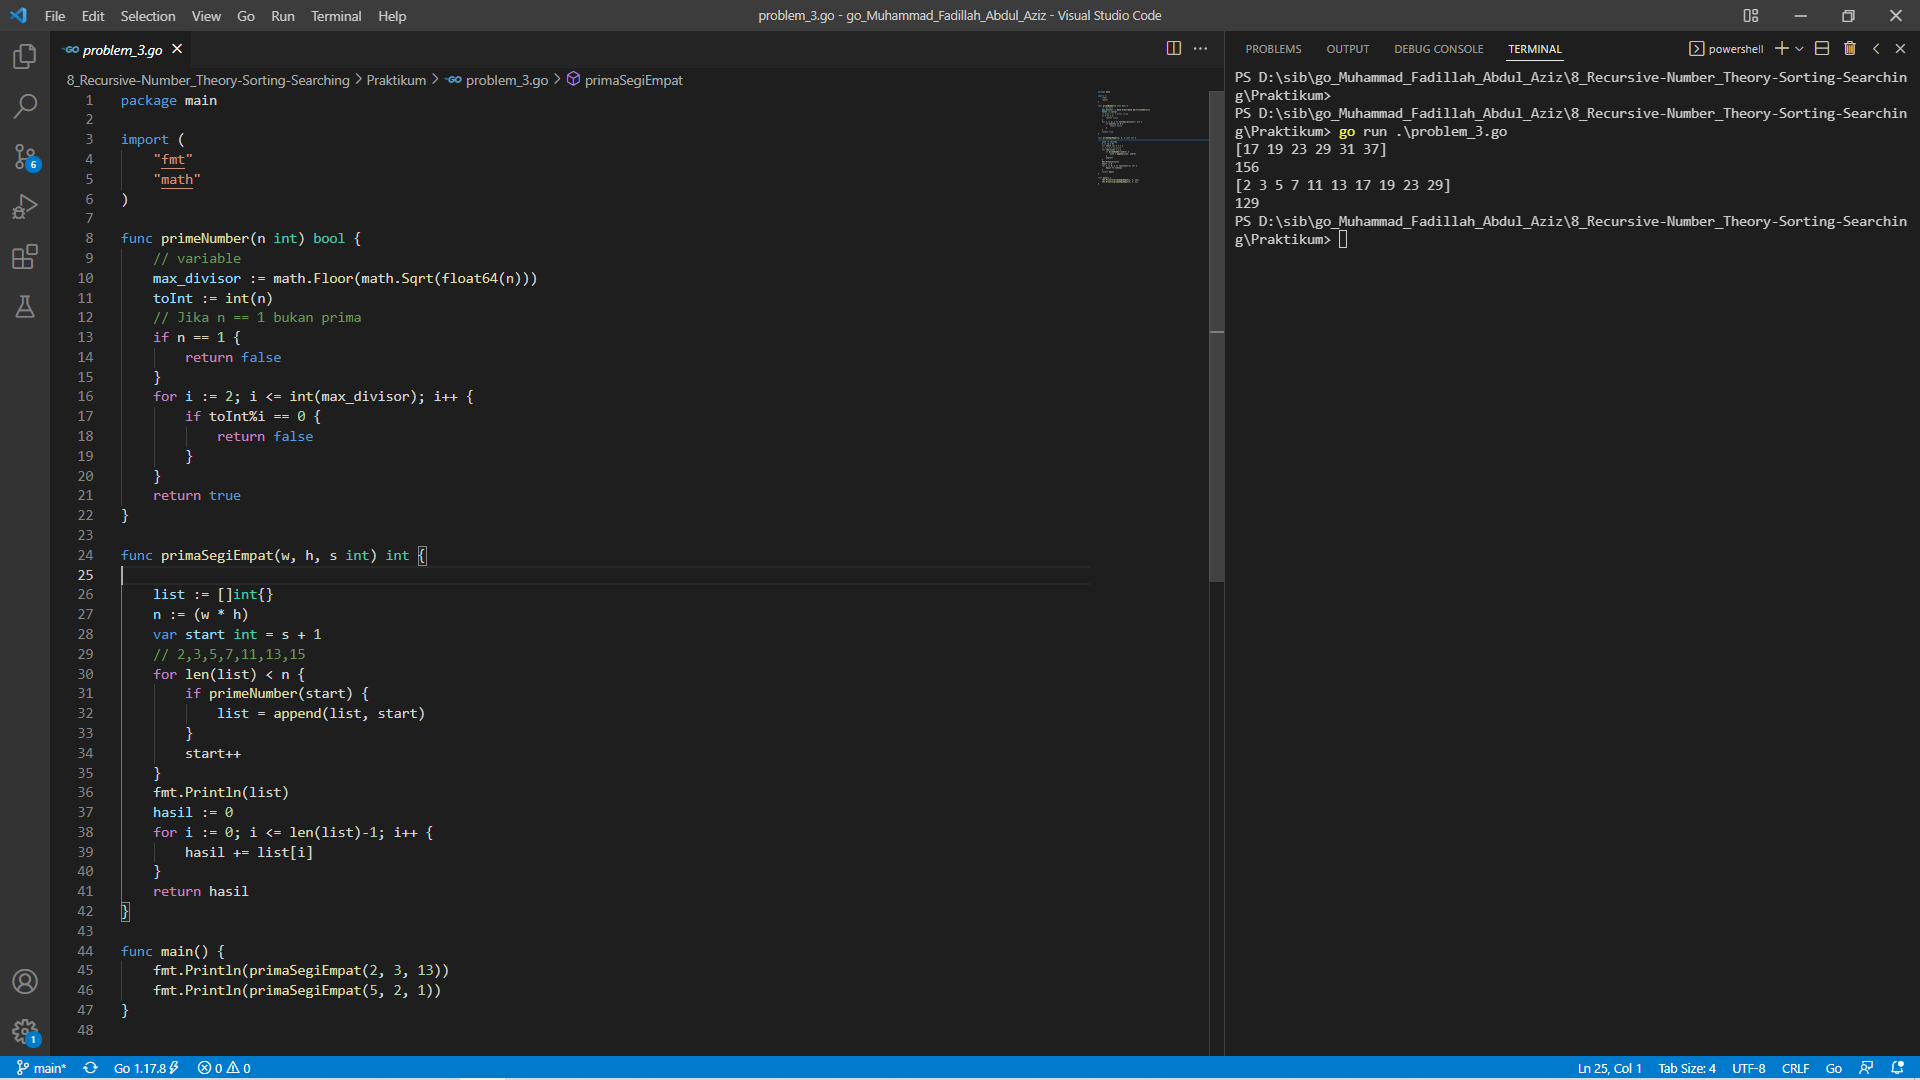 File Edit Selection View Go Run Terminal Help
problem_3.go - go_Muhammad_Fadillah_Abdul_Aziz - Visual Studio Code
problem_3.go
8_Recursive-Number_Theory-Sorting-Searching > Praktikum > problem_3.go > primaSegiEmpat
1 package main
2
3 import (
4     "fmt"
5     "math"
6 )
7
8 func primeNumber(n int) bool {
9     // variable
10     max_divisor := math.Floor(math.Sqrt(float64(n)))
11     toInt := int(n)
12     // Jika n == 1 bukan prima
13     if n == 1 {
14         return false
15     }
16     for i := 2; i <= int(max_divisor); i++ {
17         if toInt%i == 0 {
18             return false
19         }
20     }
21     return true
22 }
23
24 func primaSegiEmpat(w, h, s int) int {
25
26     list := []int{}
27     n := (w * h)
28     var start int = s + 1
29     // 2,3,5,7,11,13,15
30     for len(list) < n {
31         if primeNumber(start) {
32             list = append(list, start)
33         }
34         start++
35     }
36     fmt.Println(list)
37     hasil := 0
38     for i := 0; i <= len(list)-1; i++ {
39         hasil += list[i]
40     }
41     return hasil
42 }
43
44 func main() {
45     fmt.Println(primaSegiEmpat(2, 3, 13))
46     fmt.Println(primaSegiEmpat(5, 2, 1))
47 }
48
PROBLEMS OUTPUT DEBUG CONSOLE TERMINAL
powershell
PS D:\sib\go_Muhammad_Fadillah_Abdul_Aziz\8_Recursive-Number_Theory-Sorting-Searchin
g\Praktikum>
PS D:\sib\go_Muhammad_Fadillah_Abdul_Aziz\8_Recursive-Number_Theory-Sorting-Searchin
g\Praktikum> go run .\problem_3.go
[17 19 23 29 31 37]
156
[2 3 5 7 11 13 17 19 23 29]
129
PS D:\sib\go_Muhammad_Fadillah_Abdul_Aziz\8_Recursive-Number_Theory-Sorting-Searchin
g\Praktikum>
6
1
main* Go 1.17.8 0 0
Ln 25, Col 1 Tab Size: 4 UTF-8 CRLF Go